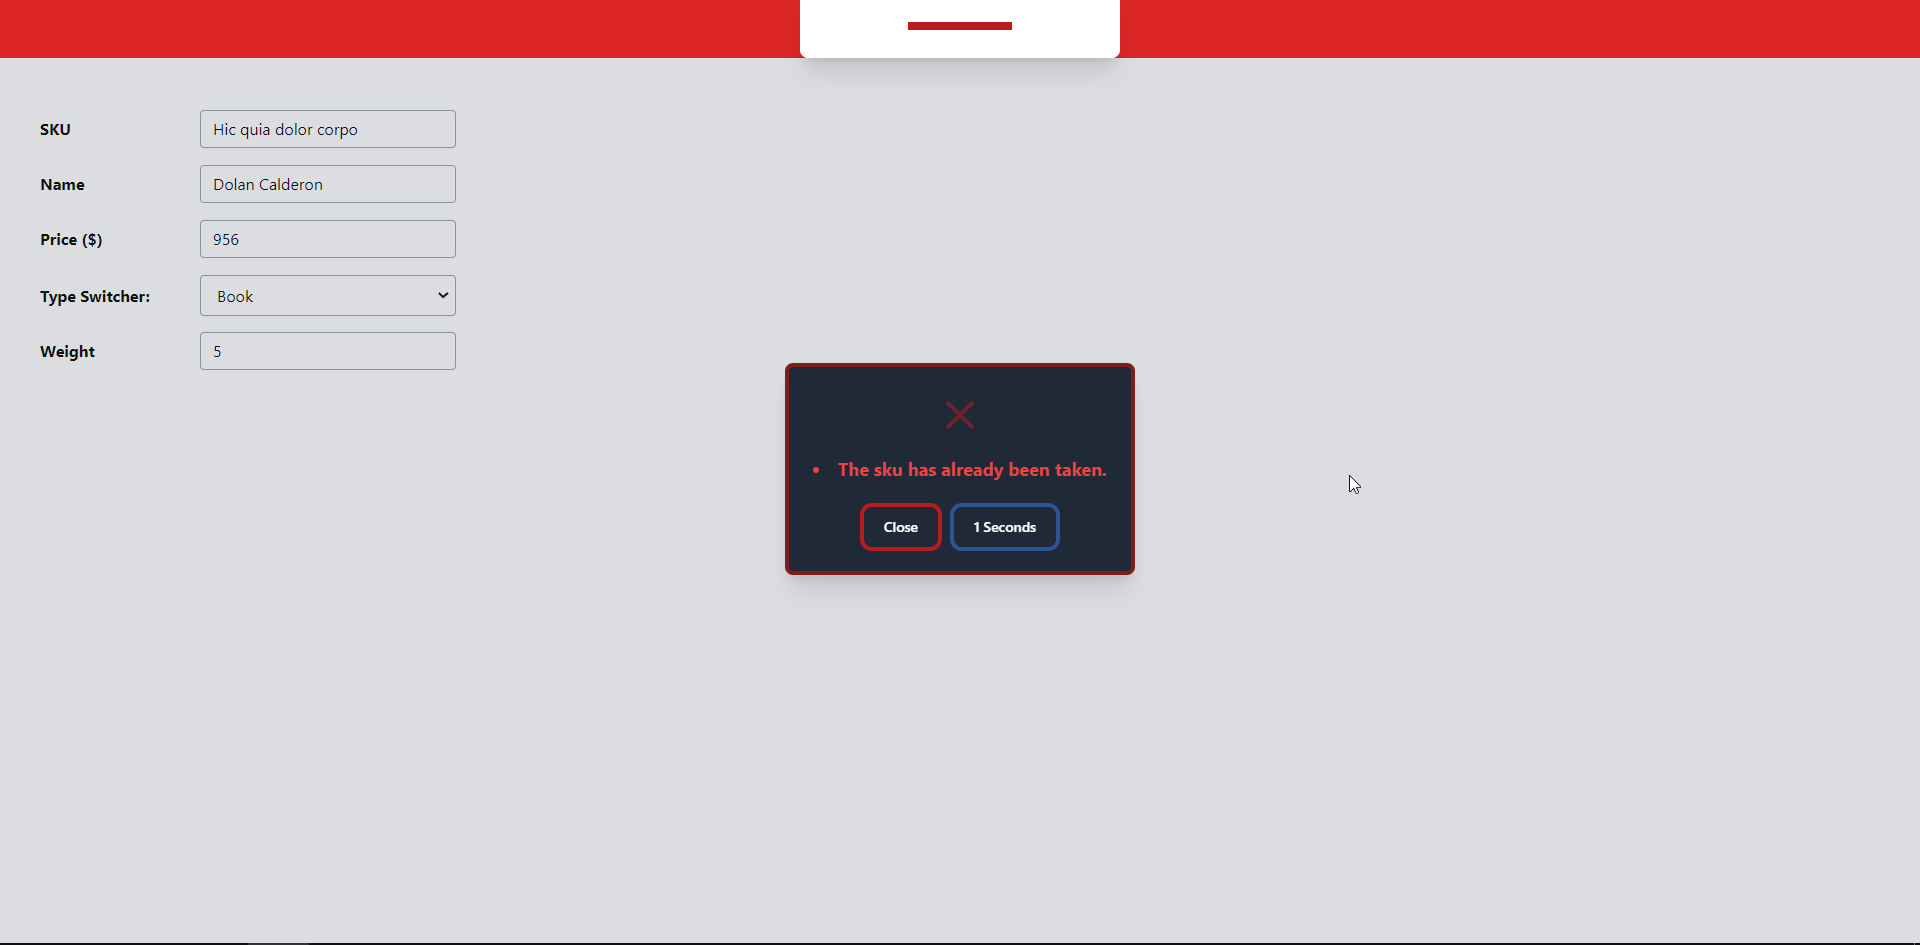 SKU
Hic quia dolor corpo
Name
Dolan Calderon
Price ($)
956
Type Switcher:
Book
Weight
5
• The sku has already been taken.
Close
1 Seconds